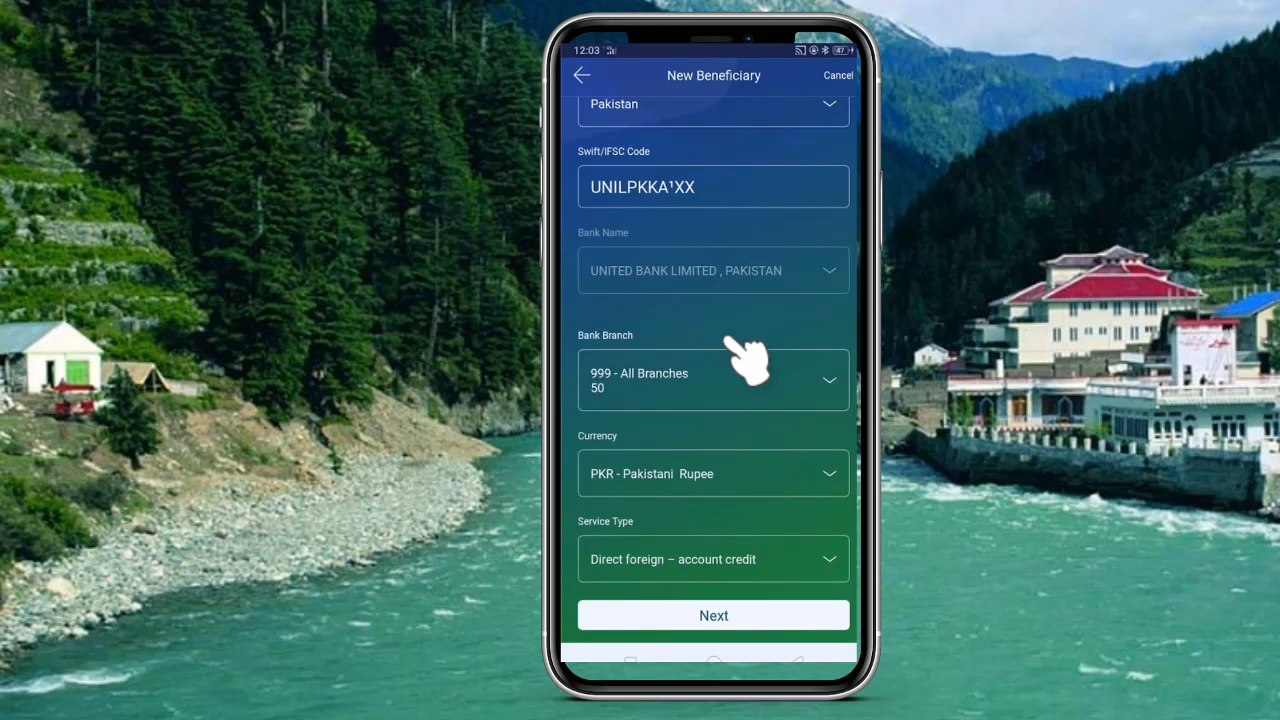 12:03
47
New Beneficiary
Cancel
Pakistan
Swift/IFSC Code
UNILPKKA¹XX
Bank Name
UNITED BANK LIMITED , PAKISTAN
Bank Branch
999 - All Branches
50
Currency
PKR - Pakistani Rupee
Service Type
Direct foreign – account credit
Next